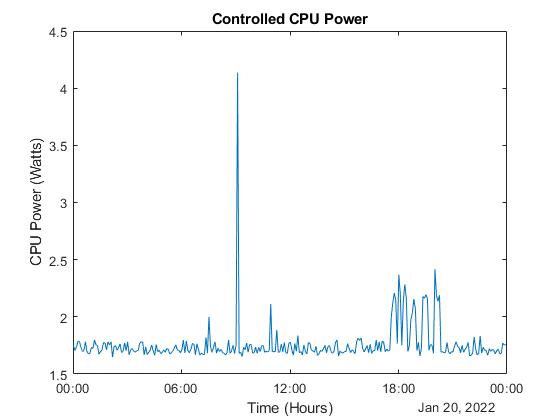 Controlled CPU Power
4.5
4
3.5
3
2.5
2
1.5
CPU Power (Watts)
00:00 06:00 12:00 18:00 00:00
Time (Hours)
Jan 20, 2022